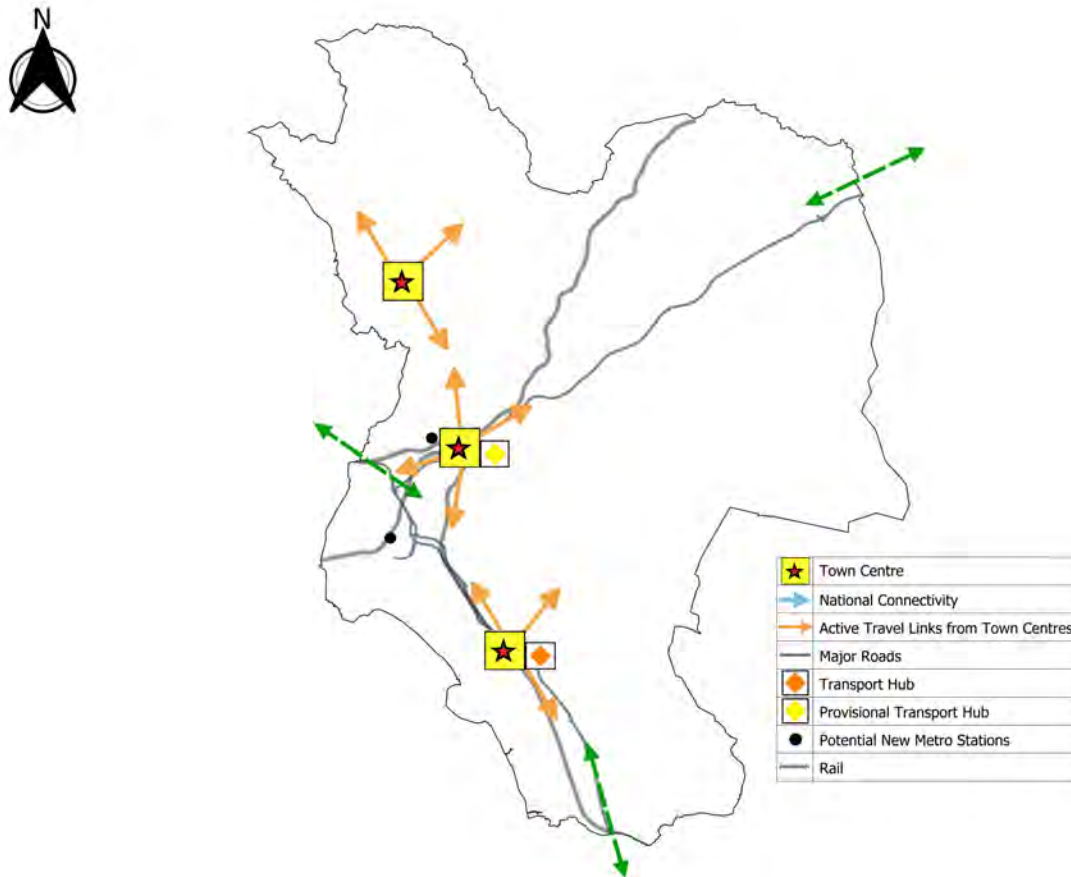 N
Town Centre
National Connectivity
Active Travel Links from Town Centres
Major Roads
Transport Hub
Provisional Transport Hub
Potential New Metro Stations
Rail